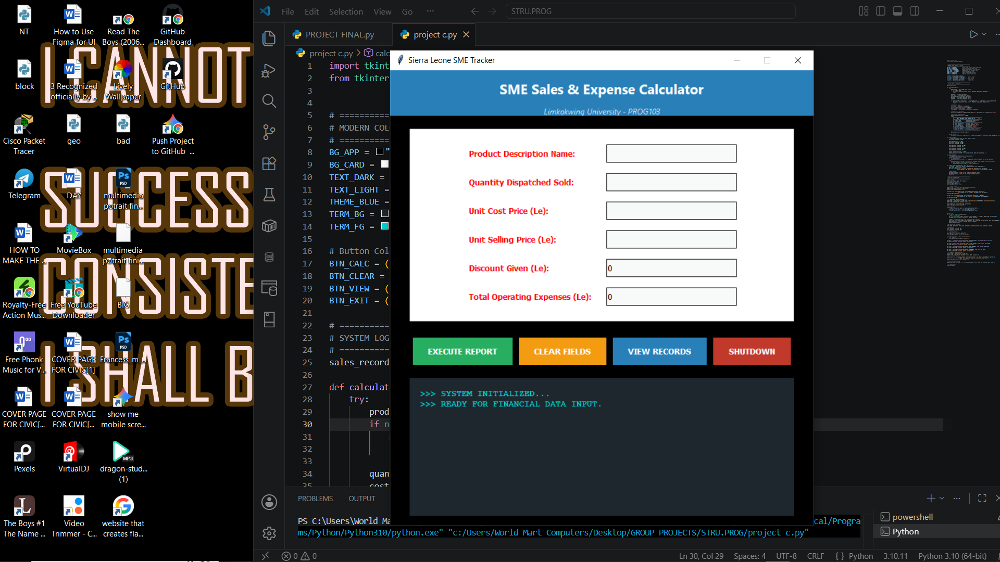 NT
How to Use
Figma for UI
Read The
Boys (2006...
GitHub
Dashboard
block
3 Recognized
officially by ...
Lively
Wallpaper
GitHub
Cisco Packet
Tracer
geo
bad
Push Project
to GitHub ...
Telegram
DAY
multimedia
potrait fin...
HOW TO
MAKE THE ...
MovieBox
multimedia
potrait fini...
Royalty-Free
Action Mus...
Free YouTube
Downloader
BIG
Free Phonk
Music for V...
COVER PAGE
FOR CIVIC[1]
Francess_m_...
COVER PAGE
FOR CIVIC[...
COVER PAGE
FOR CIVIC[...
show me
mobile scre...
Pexels
VirtualDJ
dragon-stud...
(1)
The Boys #1
The Name ...
Video
Trimmer - C...
website that
creates fla...
I CANNOT
SUCCESS
CONSISTE
I SHALL B
File Edit Selection View Go ···
STRU.PROG
PROJECT FINAL.py
project c.py
project c.py > calc
1 import tkint
2 from tkinter
3
4
5 # ==========
6 # MODERN COL
7 # ==========
8 BG_APP = "
9 BG_CARD =
10 TEXT_DARK =
11 TEXT_LIGHT =
12 THEME_BLUE =
13 TERM_BG =
14 TERM_FG =
15
16 # Button Col
17 BTN_CALC = (
18 BTN_CLEAR =
19 BTN_VIEW = (
20 BTN_EXIT = (
21
22 # ==========
23 # SYSTEM LOG
24 # ==========
25 sales_record
26
27 def calculat
28 try:
29 prod
30 if n
31
32
33
34 quan
35 cost
Sierra Leone SME Tracker
SME Sales & Expense Calculator
Limkokwing University - PROG103
Product Description Name:
Quantity Dispatched Sold:
Unit Cost Price (Le):
Unit Selling Price (Le):
Discount Given (Le): 0
Total Operating Expenses (Le): 0
EXECUTE REPORT
CLEAR FIELDS
VIEW RECORDS
SHUTDOWN
>>> SYSTEM INITIALIZED...
>>> READY FOR FINANCIAL DATA INPUT.
PROBLEMS OUTPUT
PS C:\Users\World Ma
cal/Progra
ms/Python/Python310/python.exe" "c:/Users/World Mart Computers/Desktop/GROUP PROJECTS/STRU.PROG/project c.py"
powershell
Python
0 0
Ln 30, Col 29 Spaces: 4 UTF-8 CRLF { } Python 3.10.11 Python 3.10 (64-bit)